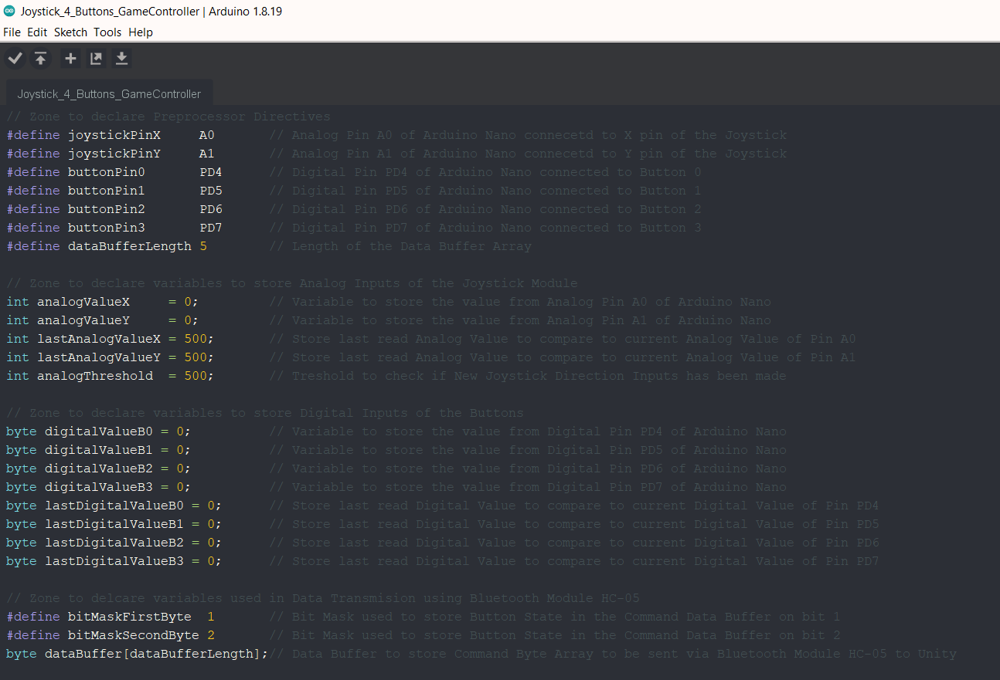 Joystick_4_Buttons_GameController | Arduino 1.8.19
File Edit Sketch Tools Help
Joystick_4_Buttons_GameController
// Zone to declare Preprocessor Directives
#define joystickPinX     A0       // Analog Pin A0 of Arduino Nano connecetd to X pin of the Joystick
#define joystickPinY     A1       // Analog Pin A1 of Arduino Nano connecetd to Y pin of the Joystick
#define buttonPin0       PD4      // Digital Pin PD4 of Arduino Nano connected to Button 0
#define buttonPin1       PD5      // Digital Pin PD5 of Arduino Nano connected to Button 1
#define buttonPin2       PD6      // Digital Pin PD6 of Arduino Nano connected to Button 2
#define buttonPin3       PD7      // Digital Pin PD7 of Arduino Nano connected to Button 3
#define dataBufferLength 5        // Length of the Data Buffer Array
// Zone to declare variables to store Analog Inputs of the Joystick Module
int analogValueX     = 0;         // Variable to store the value from Analog Pin A0 of Arduino Nano
int analogValueY     = 0;         // Variable to store the value from Analog Pin A1 of Arduino Nano
int lastAnalogValueX = 500;       // Store last read Analog Value to compare to current Analog Value of Pin A0
int lastAnalogValueY = 500;       // Store last read Analog Value to compare to current Analog Value of Pin A1
int analogThreshold  = 500;       // Treshold to check if New Joystick Direction Inputs has been made
// Zone to declare variables to store Digital Inputs of the Buttons
byte digitalValueB0 = 0;          // Variable to store the value from Digital Pin PD4 of Arduino Nano
byte digitalValueB1 = 0;          // Variable to store the value from Digital Pin PD5 of Arduino Nano
byte digitalValueB2 = 0;          // Variable to store the value from Digital Pin PD6 of Arduino Nano
byte digitalValueB3 = 0;          // Variable to store the value from Digital Pin PD7 of Arduino Nano
byte lastDigitalValueB0 = 0;      // Store last read Digital Value to compare to current Digital Value of Pin PD4
byte lastDigitalValueB1 = 0;      // Store last read Digital Value to compare to current Digital Value of Pin PD5
byte lastDigitalValueB2 = 0;      // Store last read Digital Value to compare to current Digital Value of Pin PD6
byte lastDigitalValueB3 = 0;      // Store last read Digital Value to compare to current Digital Value of Pin PD7
// Zone to delcare variables used in Data Transmision using Bluetooth Module HC-05
#define bitMaskFirstByte  1       // Bit Mask used to store Button State in the Command Data Buffer on bit 1
#define bitMaskSecondByte 2       // Bit Mask used to store Button State in the Command Data Buffer on bit 2
byte dataBuffer[dataBufferLength];// Data Buffer to store Command Byte Array to be sent via Bluetooth Module HC-05 to Unity